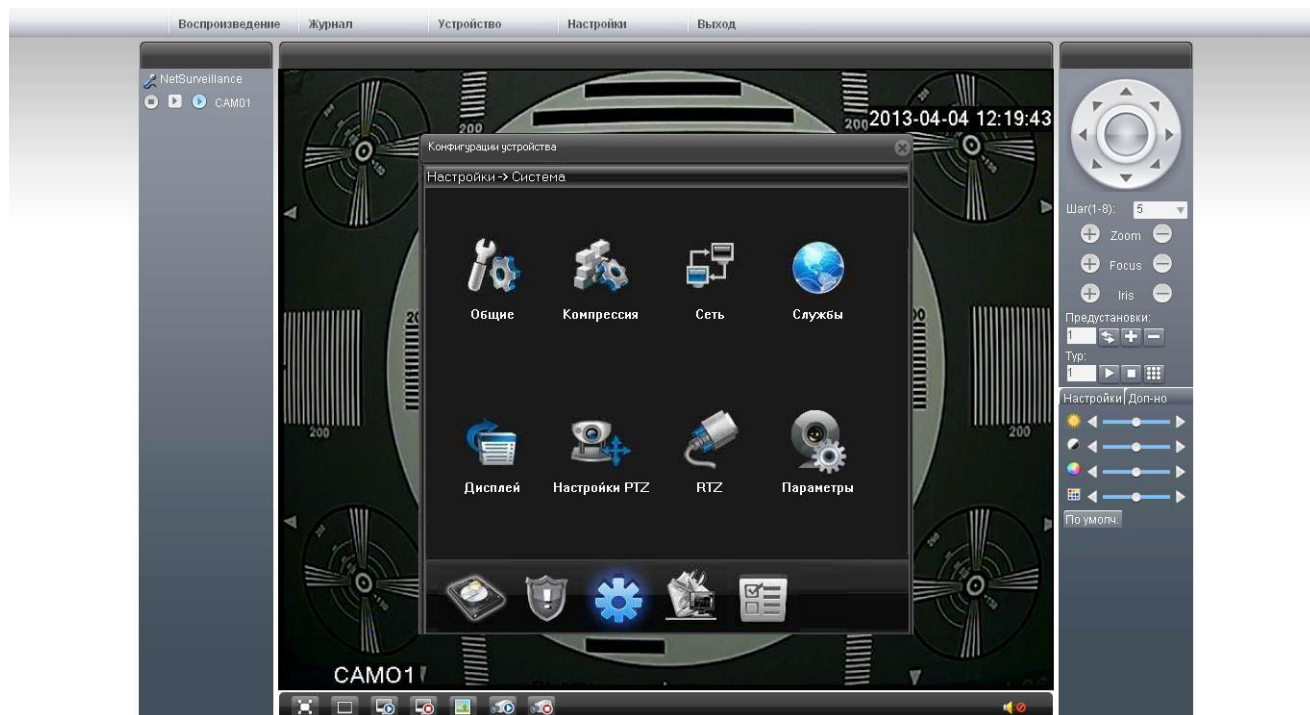 Воспроизведение Журнал Устройство Настройки Выход
NetSurveillance
CAM01
200
200
2013-04-04 12:19:43
Конфигурации устройства
Настройки -> Система
Общие Компрессия Сеть Службы
Дисплей Настройки PTZ RTZ Параметры
200
200
CAM01
Шаг(1-8): 5
Zoom
Focus
Iris
Предустановки:
1
Тур:
1
Настройки Доп-но
По умолч.